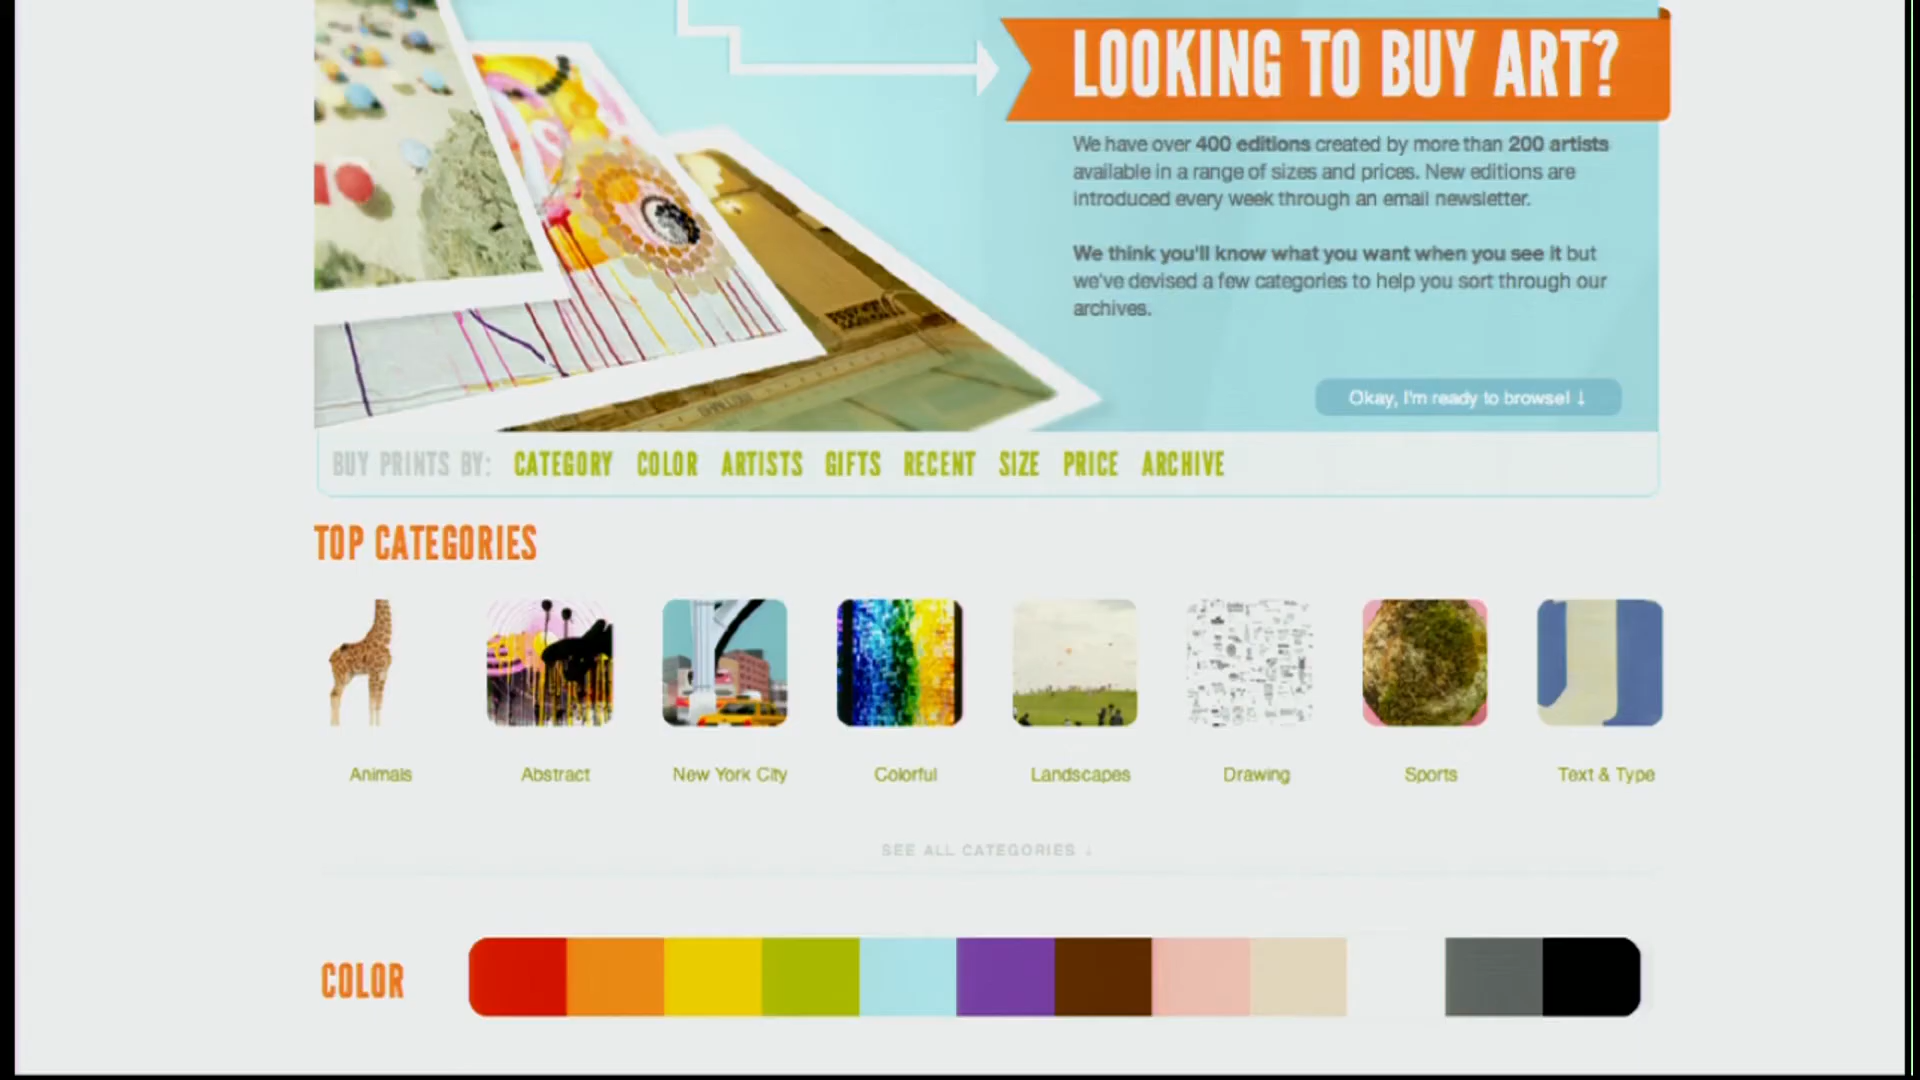 LOOKING TO BUY ART?
We have over 400 editions created by more than 200 artists
available in a range of sizes and prices. New editions are
introduced every week through an email newsletter.
We think you'll know what you want when you see it but
we've devised a few categories to help you sort through our
archives.
Okay, I'm ready to browse! ↓
BUY PRINTS BY: CATEGORY COLOR ARTISTS GIFTS RECENT SIZE PRICE ARCHIVE
TOP CATEGORIES
Animals Abstract New York City Colorful Landscapes Drawing Sports Text & Type
SEE ALL CATEGORIES ↓
COLOR